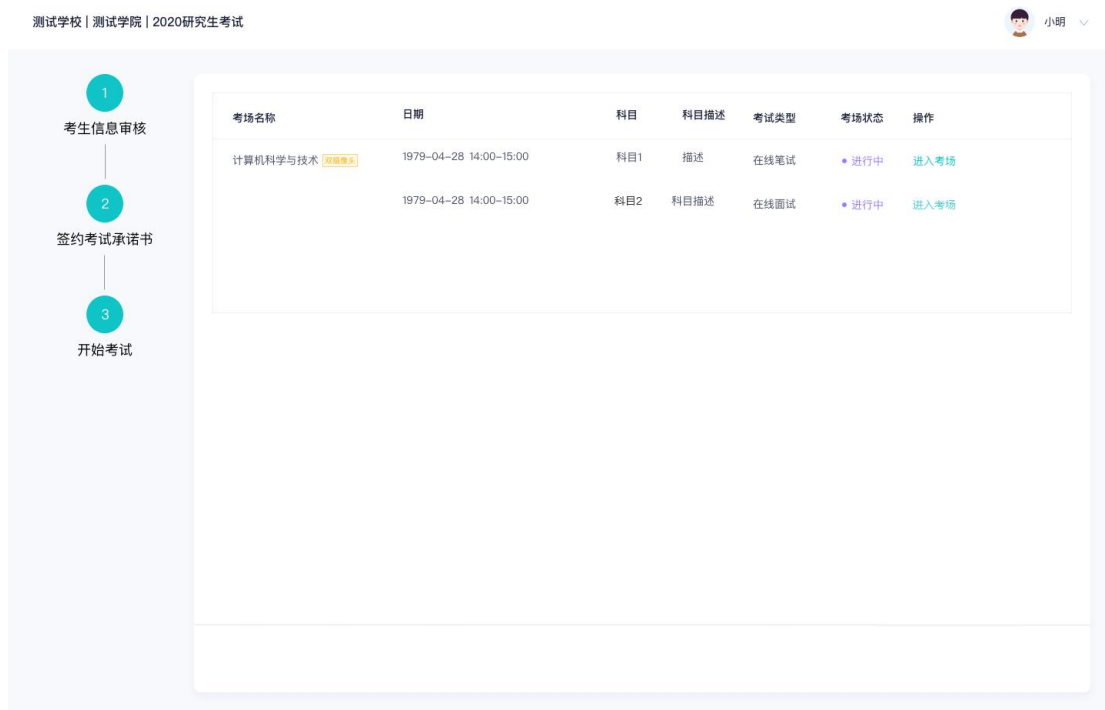 测试学校 | 测试学院 | 2020研究生考试
小明
1
考生信息审核
2
签约考试承诺书
3
开始考试
考场名称 日期 科目 科目描述 考试类型 考场状态 操作
计算机科学与技术 双摄像头 1979-04-28 14:00-15:00 科目1 描述 在线笔试 进行中 进入考场
1979-04-28 14:00-15:00 科目2 科目描述 在线面试 进行中 进入考场